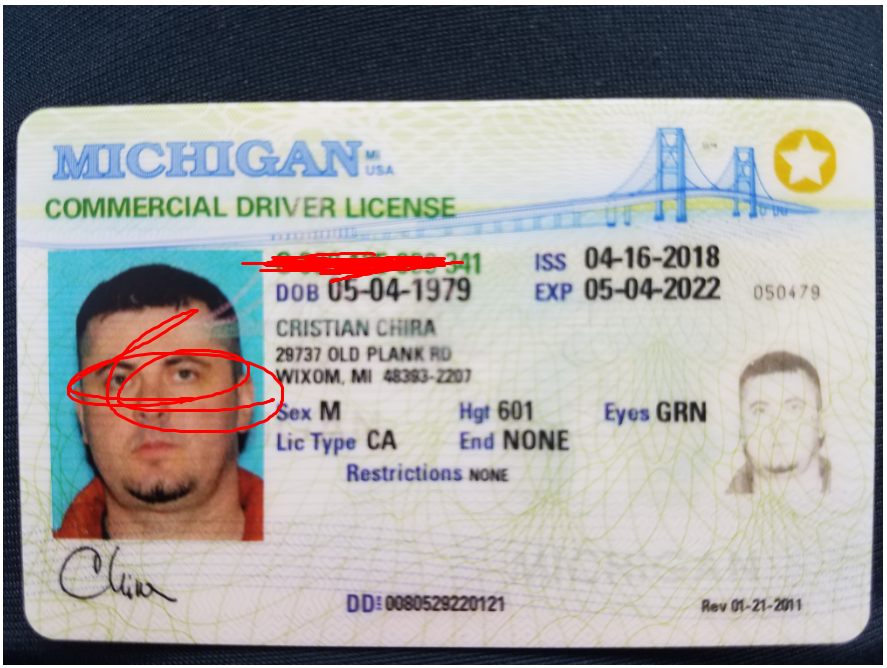 MICHIGAN MI
USA
COMMERCIAL DRIVER LICENSE
ISS 04-16-2018
DOB 05-04-1979
EXP 05-04-2022
050479
CRISTIAN CHIRA
29737 OLD PLANK RD
WIXOM, MI 48393-2207
Sex M Hgt 601 Eyes GRN
Lic Type CA End NONE
Restrictions NONE
Chira
DD 0080529220121
Rev 01-21-2011